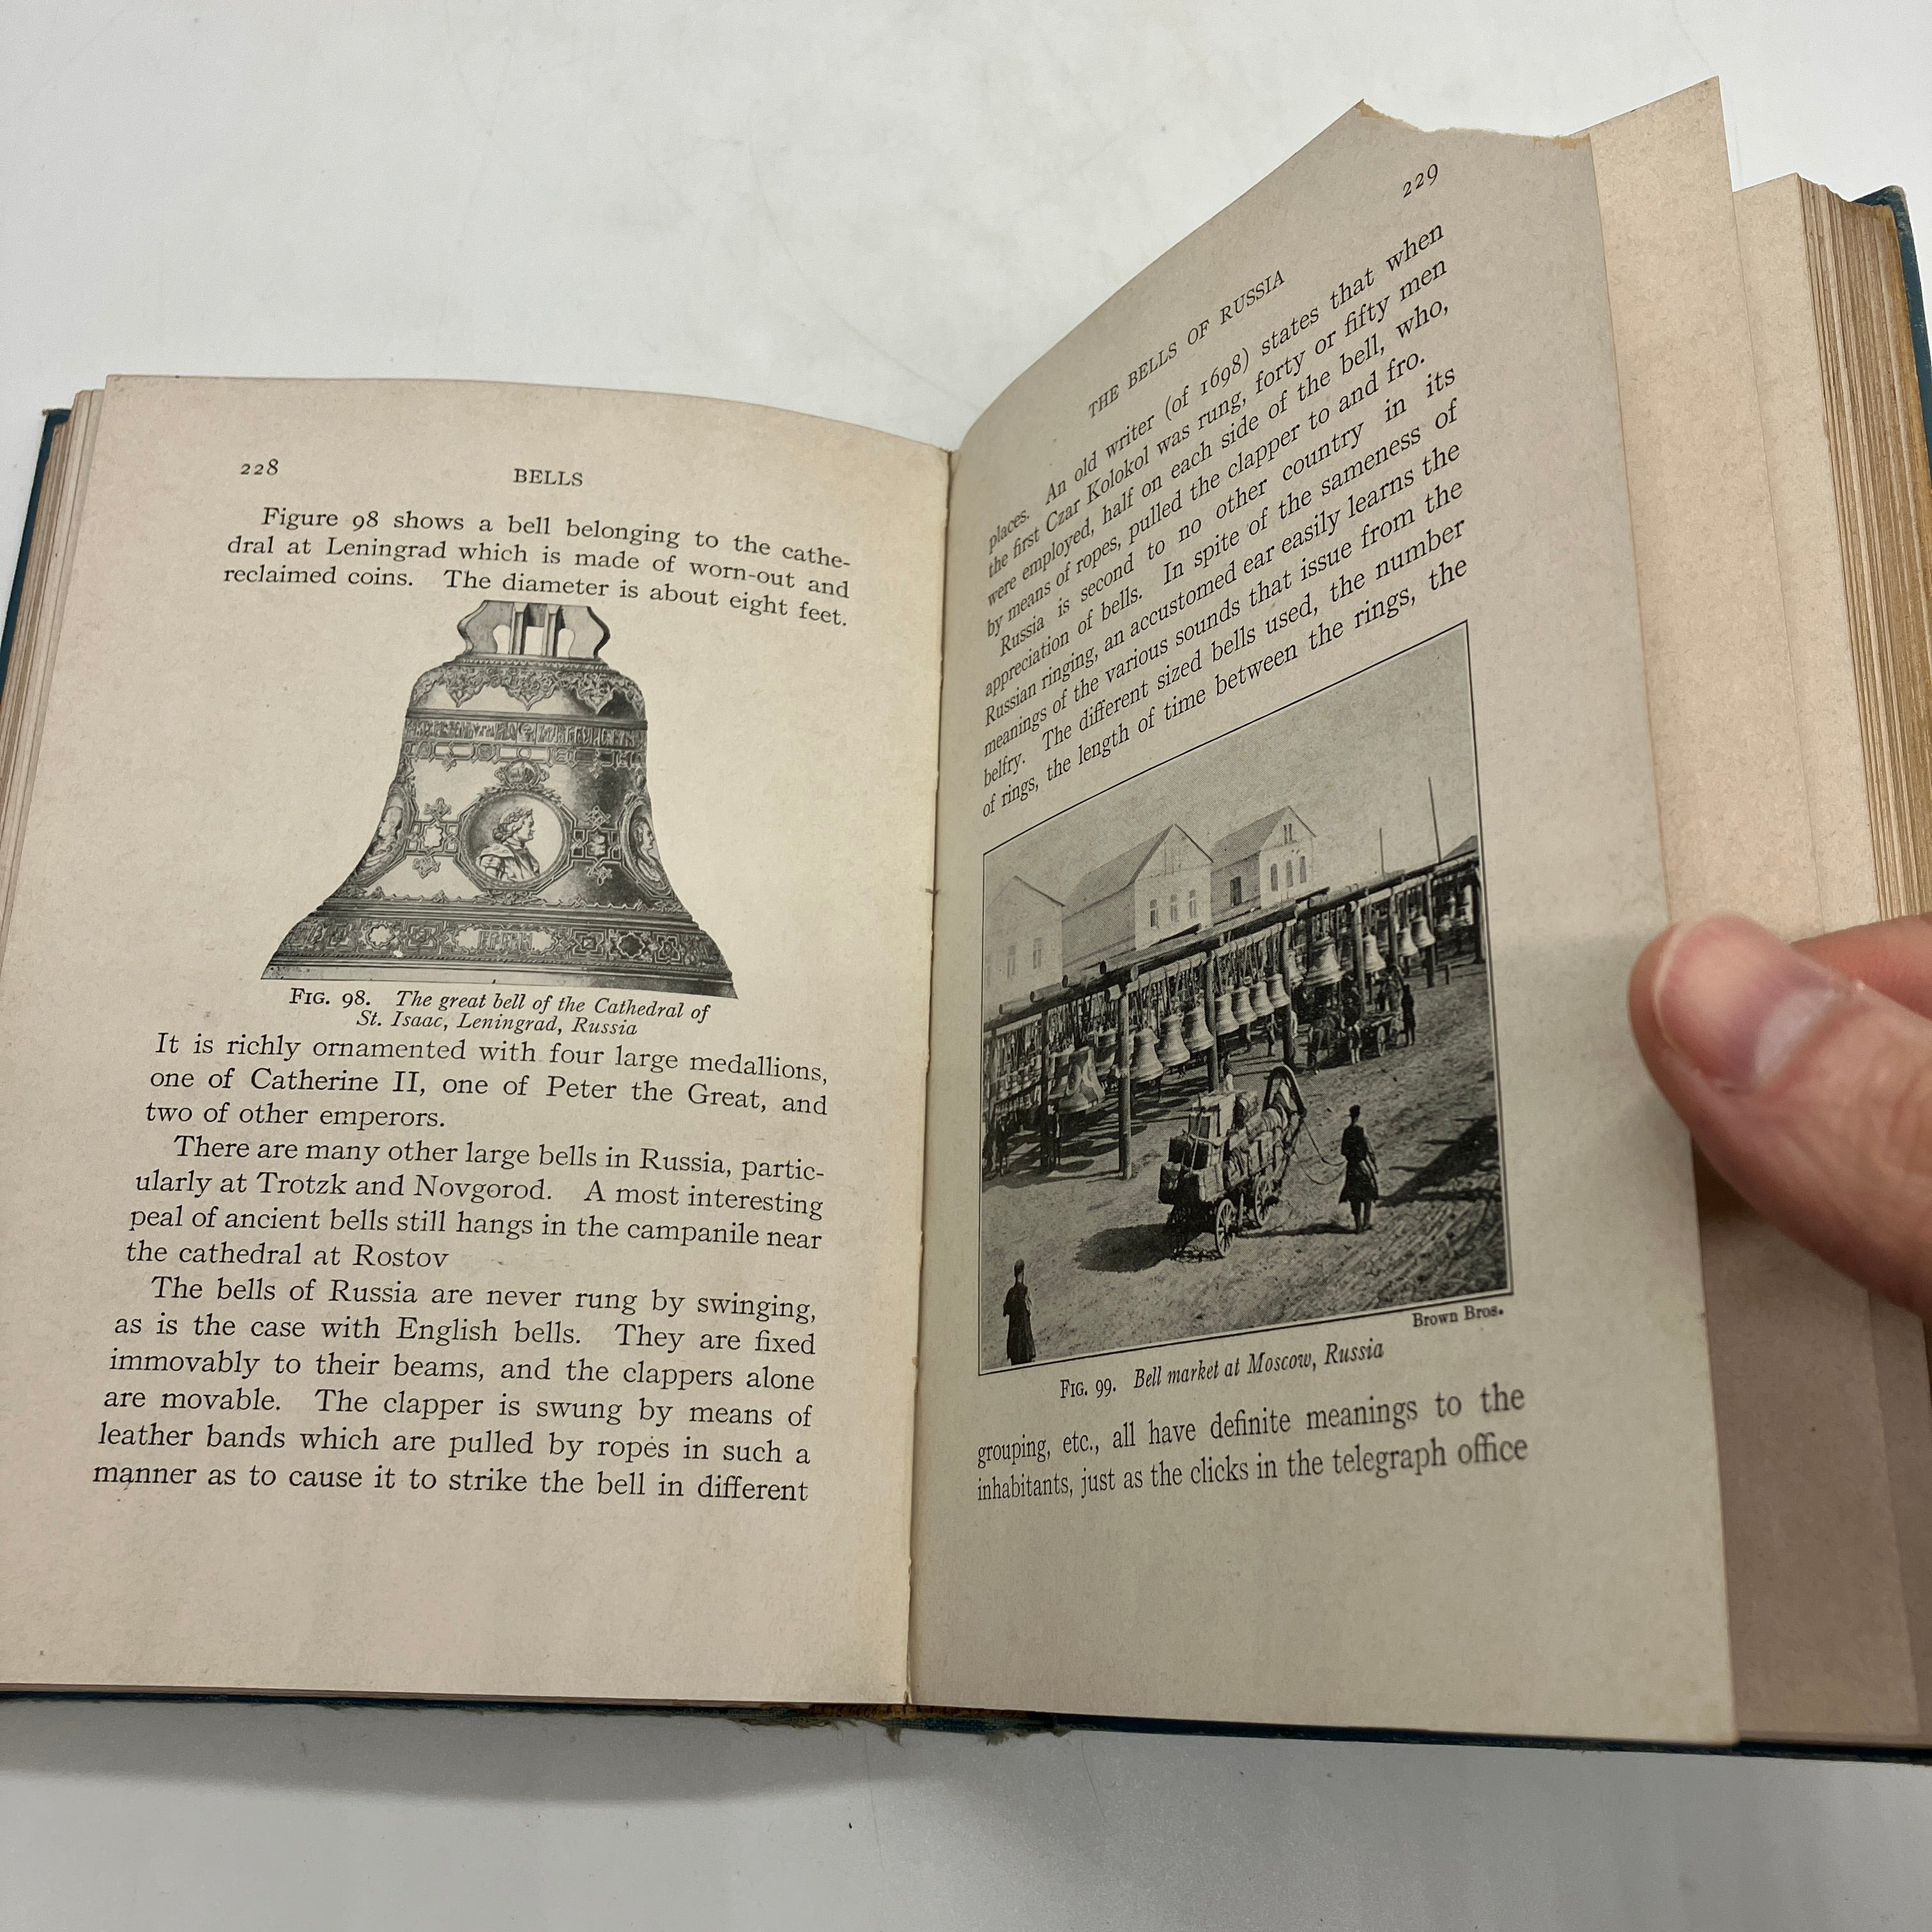 228
BELLS
Figure 98 shows a bell belonging to the cathe-
dral at Leningrad which is made of worn-out and
reclaimed coins. The diameter is about eight feet.
FIG. 98. The great bell of the Cathedral of
St. Isaac, Leningrad, Russia
It is richly ornamented with four large medallions,
one of Catherine II, one of Peter the Great, and
two of other emperors.
There are many other large bells in Russia, partic-
ularly at Trotzk and Novgorod. A most interesting
peal of ancient bells still hangs in the campanile near
the cathedral at Rostov
The bells of Russia are never rung by swinging,
as is the case with English bells. They are fixed
immovably to their beams, and the clappers alone
are movable. The clapper is swung by means of
leather bands which are pulled by ropes in such a
manner as to cause it to strike the bell in different
THE BELLS OF RUSSIA
229
places. An old writer (of 1698) states that when
the first Czar Kolokol was rung, forty or fifty men
were employed, half on each side of the bell, who,
by means of ropes, pulled the clapper to and fro.
Russia is second to no other country in its
appreciation of bells. In spite of the sameness of
Russian ringing, an accustomed ear easily learns the
meanings of the various sounds that issue from the
belfry. The different sized bells used, the number
of rings, the length of time between the rings, the
Brown Bros.
FIG. 99. Bell market at Moscow, Russia
grouping, etc., all have definite meanings to the
inhabitants, just as the clicks in the telegraph office